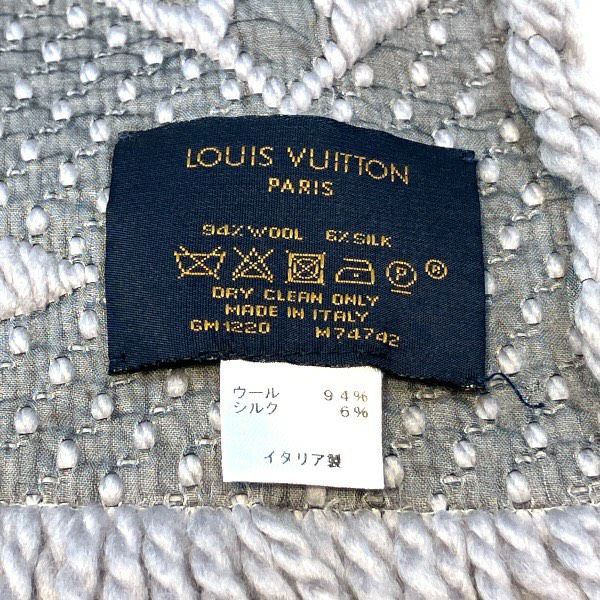 LOUIS VUITTON
PARIS
94% WOOL 6% SILK
P ®
DRY CLEAN ONLY
MADE IN ITALY
GM1220 M74742
ウール 94%
シルク 6%
イタリア製